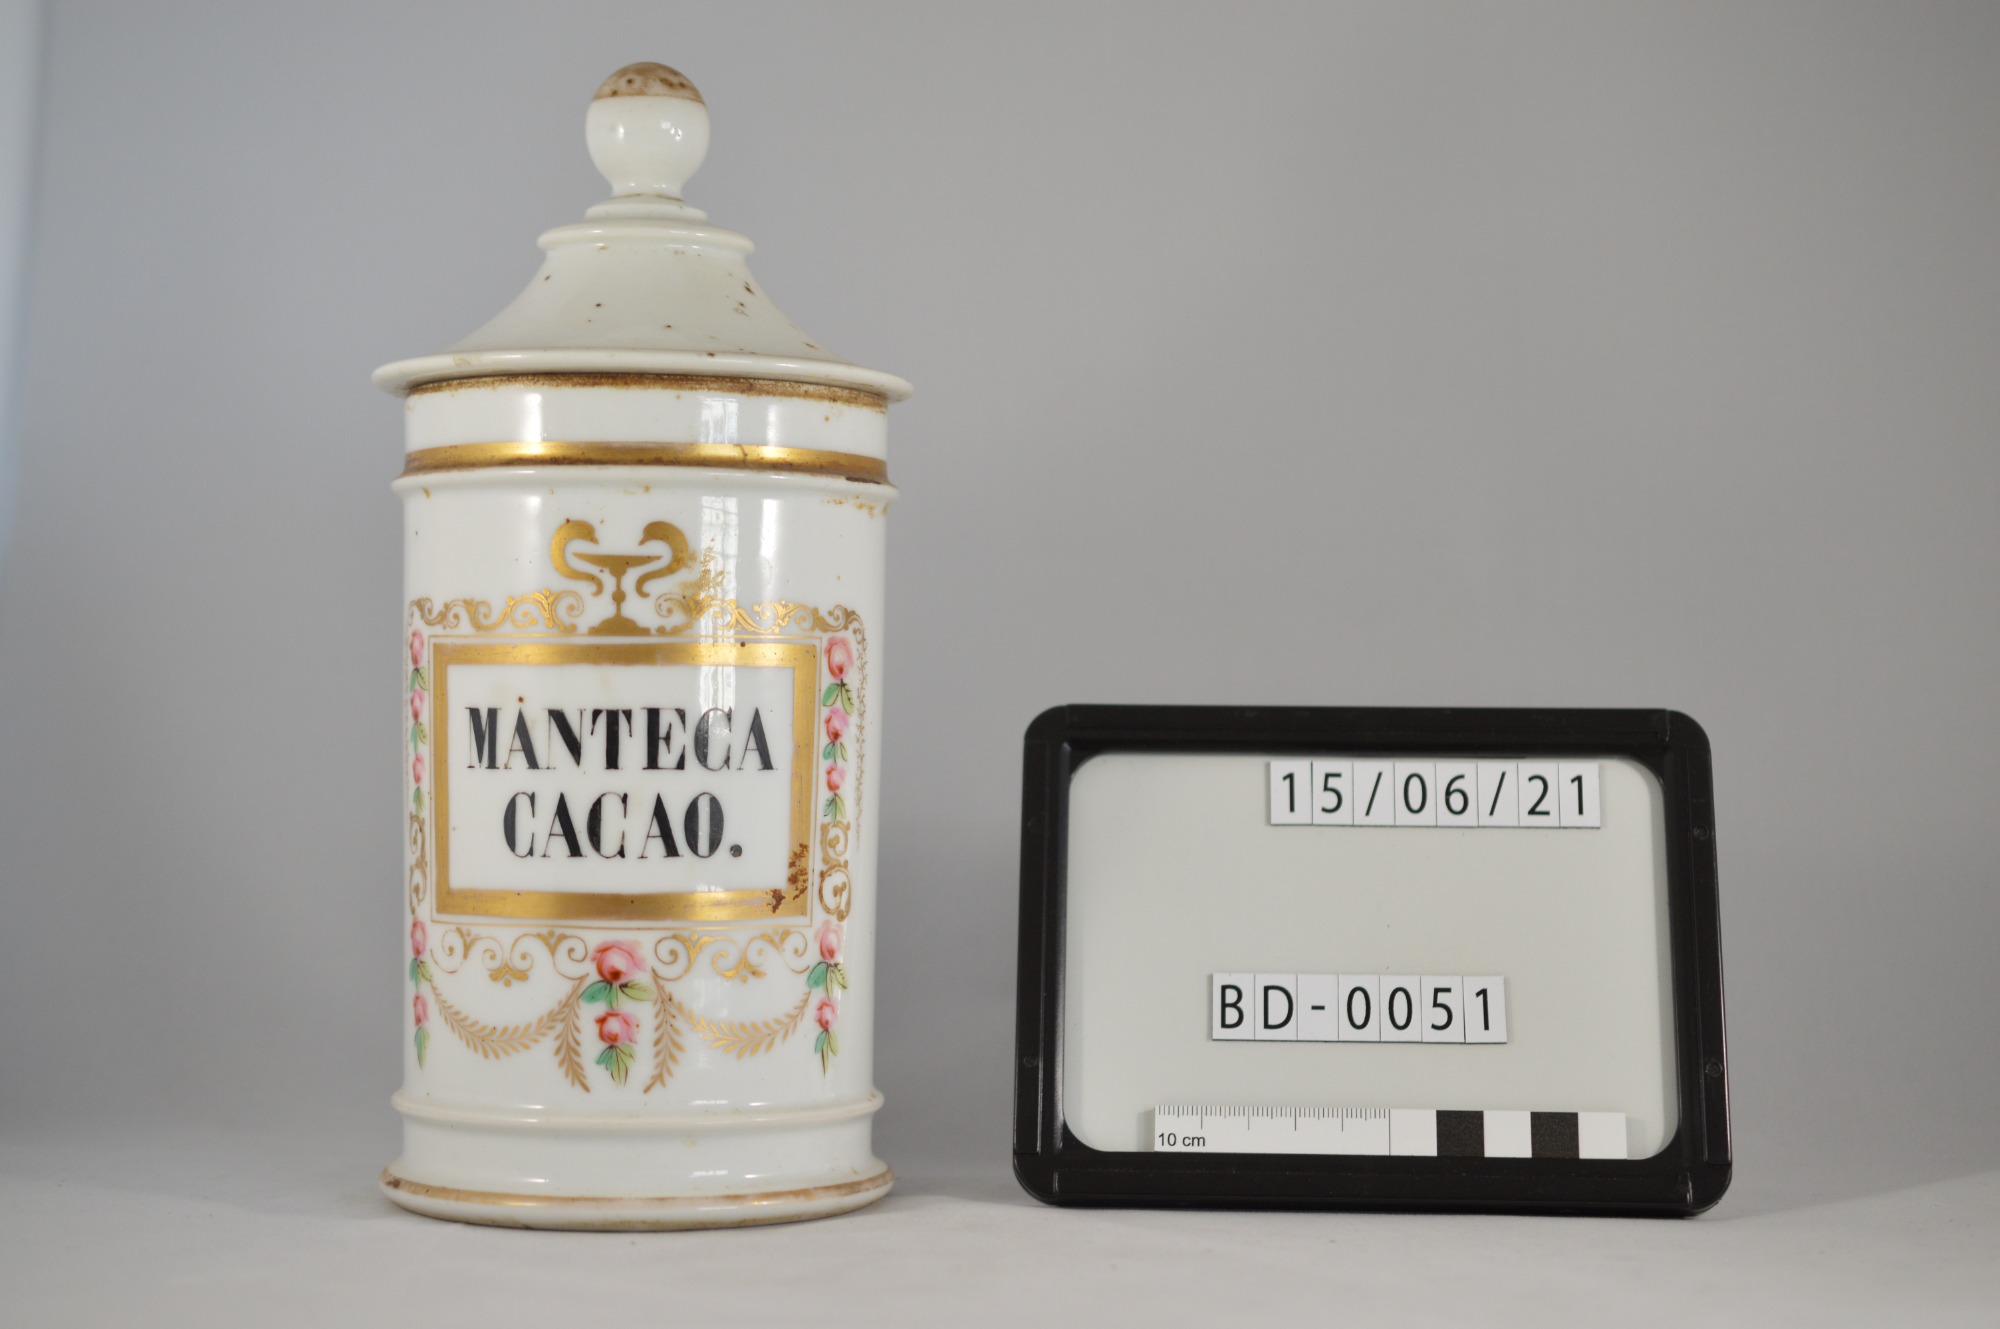 MANTECA
CACAO.
15/06/21
BD-0051
10 cm